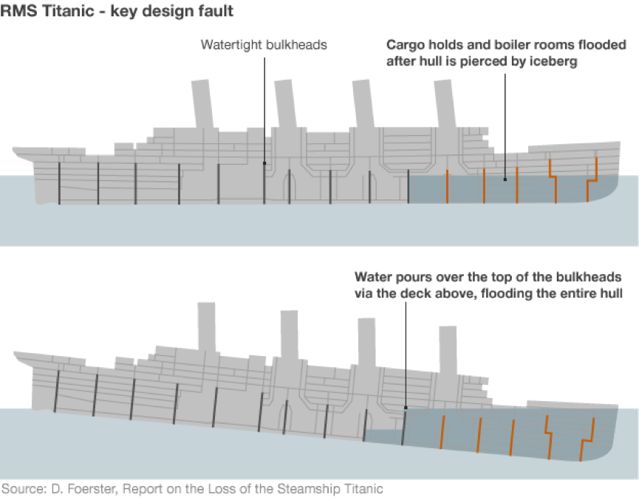 RMS Titanic - key design fault
Watertight bulkheads
Cargo holds and boiler rooms flooded
after hull is pierced by iceberg
Water pours over the top of the bulkheads
via the deck above, flooding the entire hull
Source: D. Foerster, Report on the Loss of the Steamship Titanic